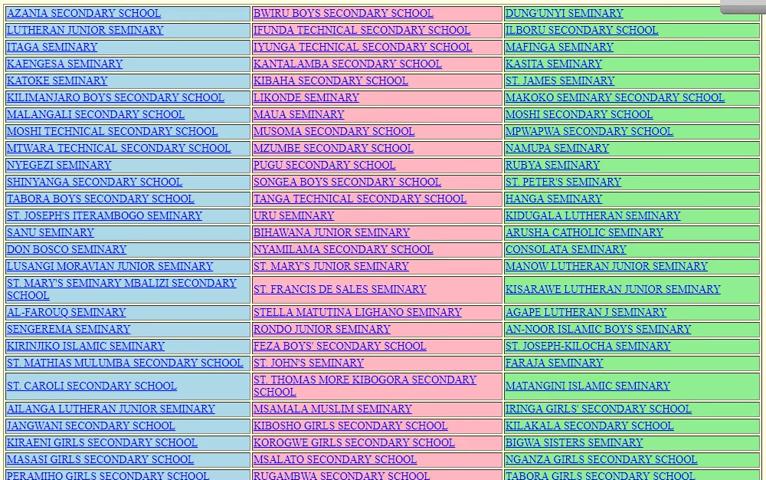 AZANIA SECONDARY SCHOOL
BWIRU BOYS SECONDARY SCHOOL
DUNG'UNYI SEMINARY
LUTHERAN JUNIOR SEMINARY
IFUNDA TECHNICAL SECONDARY SCHOOL
ILBORU SECONDARY SCHOOL
ITAGA SEMINARY
IYUNGA TECHNICAL SECONDARY SCHOOL
MAFINGA SEMINARY
KAENGESA SEMINARY
KANTALAMBA SECONDARY SCHOOL
KASITA SEMINARY
KATOKE SEMINARY
KIBAHA SECONDARY SCHOOL
ST. JAMES SEMINARY
KILIMANJARO BOYS SECONDARY SCHOOL
LIKONDE SEMINARY
MAKOKO SEMINARY SECONDARY SCHOOL
MALANGALI SECONDARY SCHOOL
MAUA SEMINARY
MOSHI SECONDARY SCHOOL
MOSHI TECHNICAL SECONDARY SCHOOL
MUSOMA SECONDARY SCHOOL
MPWAPWA SECONDARY SCHOOL
MTWARA TECHNICAL SECONDARY SCHOOL
MZUMBE SECONDARY SCHOOL
NAMUPA SEMINARY
NYEGEZI SEMINARY
PUGU SECONDARY SCHOOL
RUBYA SEMINARY
SHINYANGA SECONDARY SCHOOL
SONGEA BOYS SECONDARY SCHOOL
ST. PETER'S SEMINARY
TABORA BOYS SECONDARY SCHOOL
TANGA TECHNICAL SECONDARY SCHOOL
HANGA SEMINARY
ST. JOSEPH'S ITERAMBOGO SEMINARY
URU SEMINARY
KIDUGALA LUTHERAN SEMINARY
SANU SEMINARY
BIHAWANA JUNIOR SEMINARY
ARUSHA CATHOLIC SEMINARY
DON BOSCO SEMINARY
NYAMILAMA SECONDARY SCHOOL
CONSOLATA SEMINARY
LUSANGI MORAVIAN JUNIOR SEMINARY
ST. MARY'S JUNIOR SEMINARY
MANOW LUTHERAN JUNIOR SEMINARY
ST. MARY'S SEMINARY MBALIZI SECONDARY
SCHOOL
ST. FRANCIS DE SALES SEMINARY
KISARAWE LUTHERAN JUNIOR SEMINARY
AL-FAROUQ SEMINARY
STELLA MATUTINA LIGHANO SEMINARY
AGAPE LUTHERAN J SEMINARY
SENGEREMA SEMINARY
RONDO JUNIOR SEMINARY
AN-NOOR ISLAMIC BOYS SEMINARY
KIRINJIKO ISLAMIC SEMINARY
FEZA BOYS' SECONDARY SCHOOL
ST. JOSEPH-KILOCHA SEMINARY
ST. MATHIAS MULUMBA SECONDARY SCHOOL
ST. JOHN'S SEMINARY
FARAJA SEMINARY
ST. CAROLI SECONDARY SCHOOL
ST. THOMAS MORE KIBOGORA SECONDARY
SCHOOL
MATANGINI ISLAMIC SEMINARY
AILANGA LUTHERAN JUNIOR SEMINARY
MSAMALA MUSLIM SEMINARY
IRINGA GIRLS' SECONDARY SCHOOL
JANGWANI SECONDARY SCHOOL
KIBOSHO GIRLS SECONDARY SCHOOL
KILAKALA SECONDARY SCHOOL
KIRAENI GIRLS SECONDARY SCHOOL
KOROGWE GIRLS SECONDARY SCHOOL
BIGWA SISTERS SEMINARY
MASASI GIRLS SECONDARY SCHOOL
MSALATO SECONDARY SCHOOL
NGANZA GIRLS SECONDARY SCHOOL
PERAMIHO GIRLS SECONDARY SCHOOL
RUGAMBWA SECONDARY SCHOOL
TABORA GIRLS SECONDARY SCHOOL